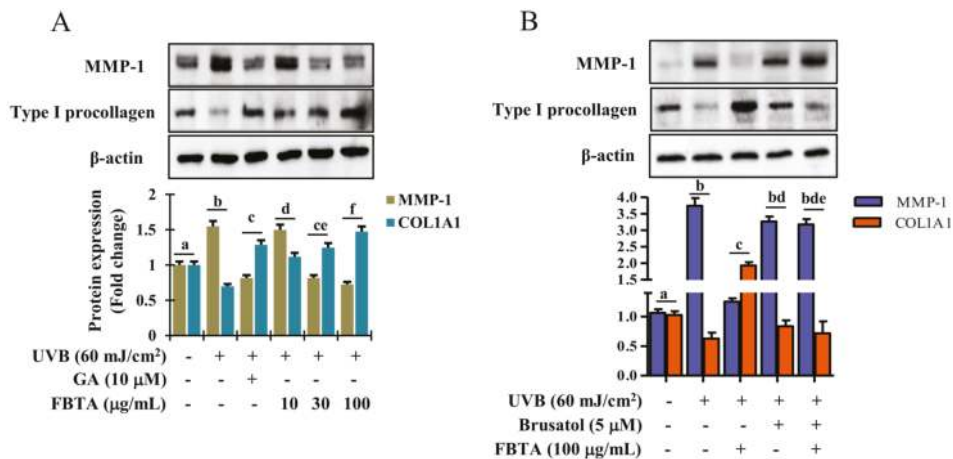 A
MMP-1
Type I procollagen
β-actin
Protein expression
(Fold change)
2
1.5
1
0.5
0
a
b
c
d
ce
f
MMP-1
COL1A1
UVB (60 mJ/cm²) - + + + + +
GA (10 μM) - - + - - -
FBTA (μg/mL) - - - 10 30 100
B
MMP-1
Type I procollagen
β-actin
4.0
3.5
3.0
2.5
2.0
1.5
1.0
0.5
0.0
a
b
c
bd
bde
MMP-1
COL1A1
UVB (60 mJ/cm²) - + + + +
Brusatol (5 μM) - - - + +
FBTA (100 μg/mL) - - + - +